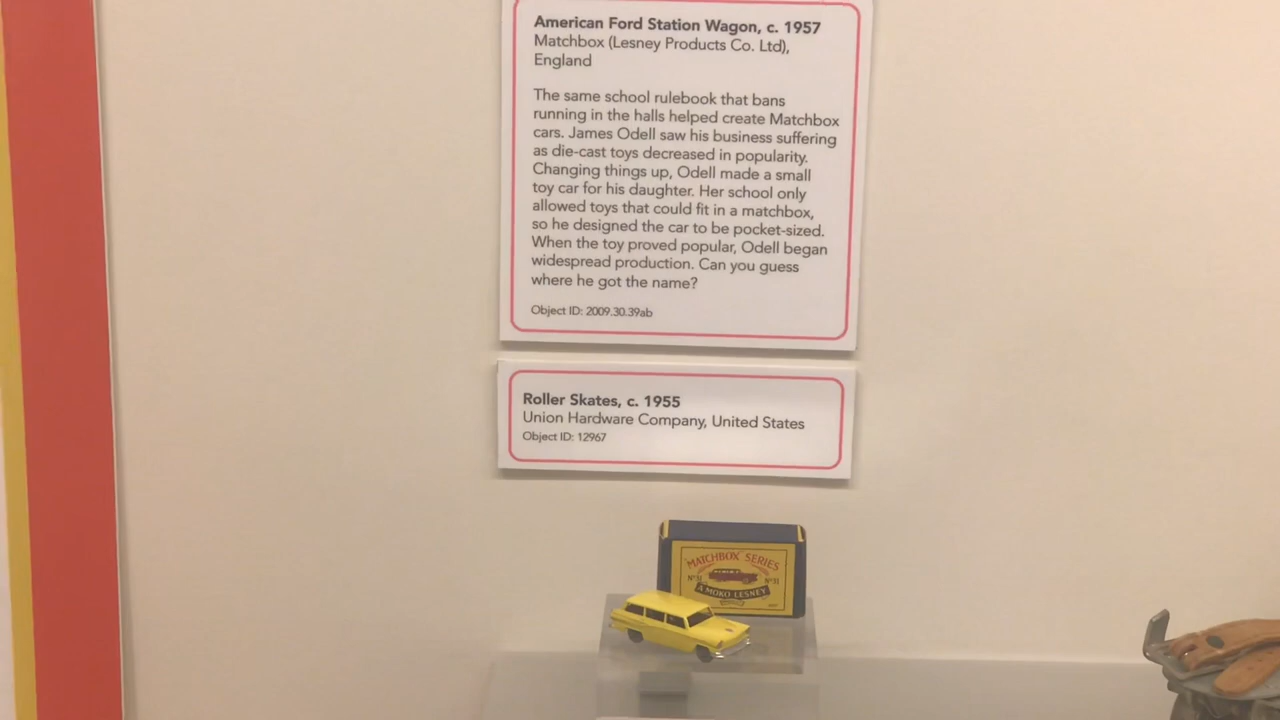 American Ford Station Wagon, c. 1957
Matchbox (Lesney Products Co. Ltd),
England
The same school rulebook that bans
running in the halls helped create Matchbox
cars. James Odell saw his business suffering
as die-cast toys decreased in popularity.
Changing things up, Odell made a small
toy car for his daughter. Her school only
allowed toys that could fit in a matchbox,
so he designed the car to be pocket-sized.
When the toy proved popular, Odell began
widespread production. Can you guess
where he got the name?
Object ID: 2009.30.39ab
Roller Skates, c. 1955
Union Hardware Company, United States
Object ID: 12967
"MATCHBOX" SERIES
Nº31 Nº31
A MOKO LESNEY